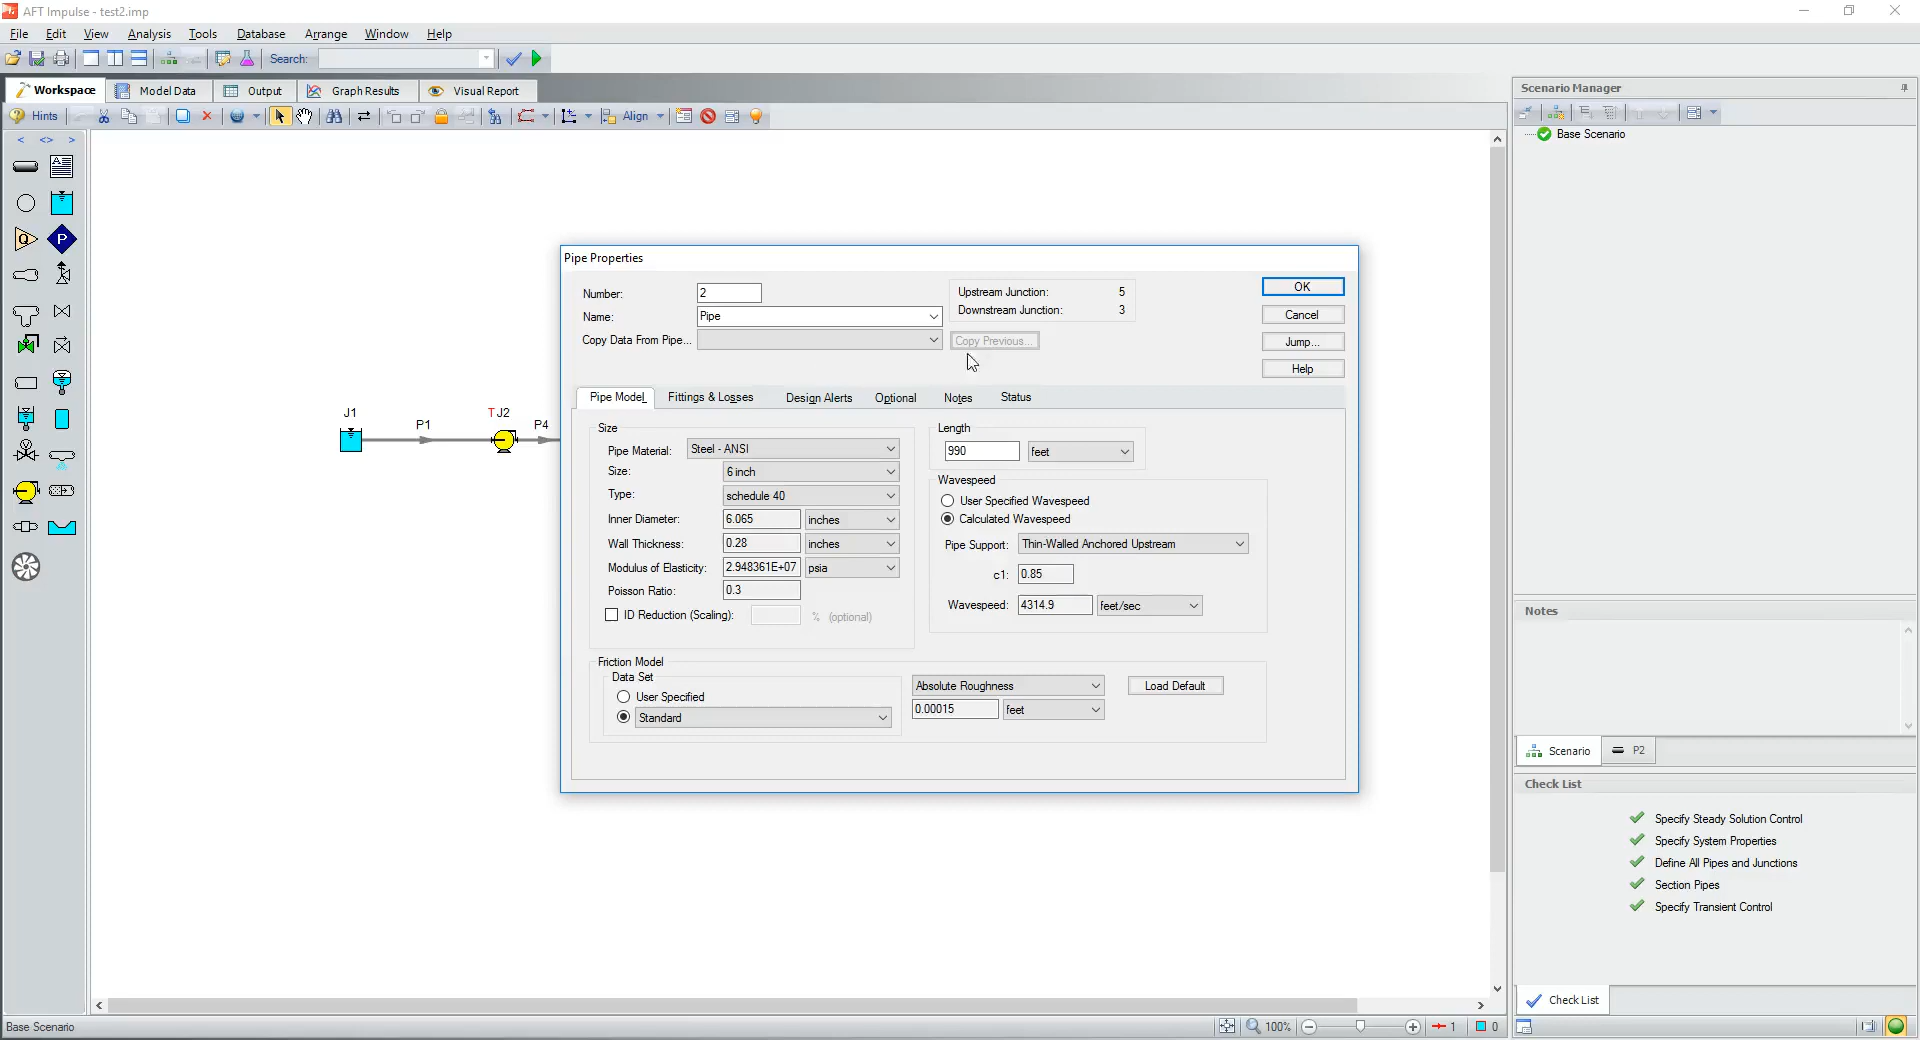 AFT Impulse - test2.imp
File Edit View Analysis Tools Database Arrange Window Help
Search:
Workspace Model Data Output Graph Results Visual Report
Hints Align
< <> >
A
Q P
J1 P1 T J2 P4
Pipe Properties
Number: 2
Name: Pipe
Copy Data From Pipe... Copy Previous...
Upstream Junction: 5
Downstream Junction: 3
OK
Cancel
Jump...
Help
Pipe Model Fittings & Losses Design Alerts Optional Notes Status
Size
Pipe Material: Steel - ANSI
Size: 6 inch
Type: schedule 40
Inner Diameter: 6.065 inches
Wall Thickness: 0.28 inches
Modulus of Elasticity: 2.948361E+07 psia
Poisson Ratio: 0.3
ID Reduction (Scaling): % (optional)
Length
990 feet
Wavespeed
User Specified Wavespeed
Calculated Wavespeed
Pipe Support: Thin-Walled Anchored Upstream
c1: 0.85
Wavespeed: 4314.9 feet/sec
Friction Model
Data Set
User Specified
Standard
Absolute Roughness
0.00015 feet
Load Default
Scenario Manager
Base Scenario
Notes
Scenario P2
Check List
Specify Steady Solution Control
Specify System Properties
Define All Pipes and Junctions
Section Pipes
Specify Transient Control
Check List
Base Scenario 100% 1 0